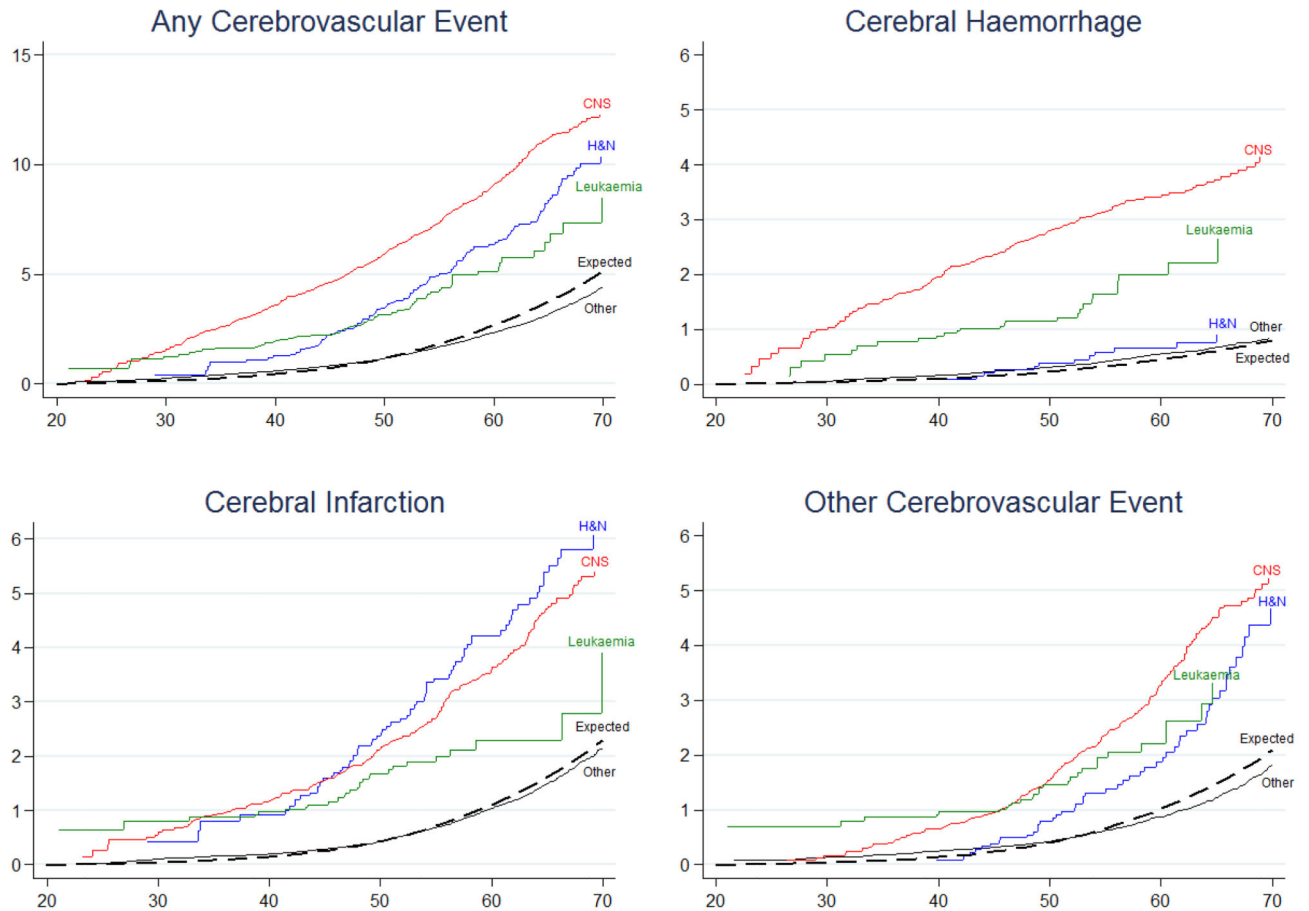 Any Cerebrovascular Event
15
10
5
0
CNS
H&N
Leukaemia
Expected
Other
20 30 40 50 60 70
Cerebral Haemorrhage
6
5
4
3
2
1
0
CNS
Leukaemia
H&N
Other
Expected
20 30 40 50 60 70
Cerebral Infarction
6
5
4
3
2
1
0
H&N
CNS
Leukaemia
Expected
Other
20 30 40 50 60 70
Other Cerebrovascular Event
6
5
4
3
2
1
0
CNS
H&N
Leukaemia
Expected
Other
20 30 40 50 60 70